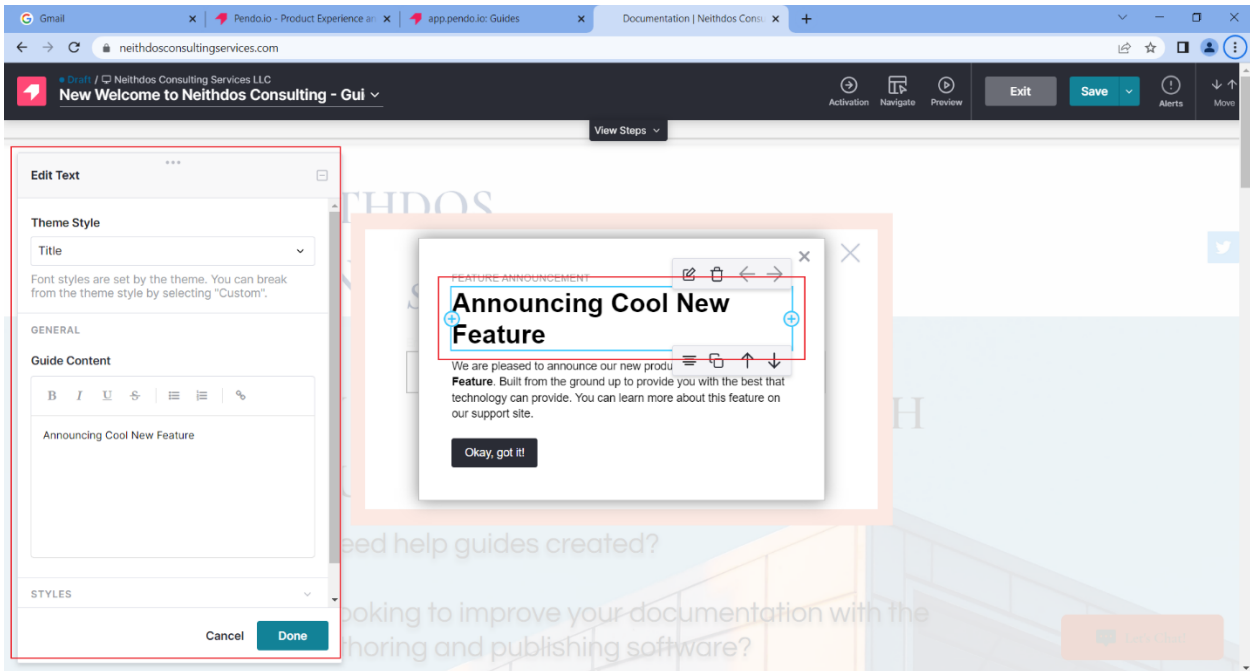 Gmail
Pendo.io - Product Experience an
app.pendo.io: Guides
Documentation | Neithdos Consu
neithdosconsultingservices.com
Draft / Neithdos Consulting Services LLC
New Welcome to Neithdos Consulting - Gui
Activation
Navigate
Preview
Exit
Save
Alerts
Move
View Steps
Edit Text
Theme Style
Title
Font styles are set by the theme. You can break
from the theme style by selecting "Custom".
GENERAL
Guide Content
B I U S
Announcing Cool New Feature
STYLES
Cancel
Done
THDOS
FEATURE ANNOUNCEMENT
Announcing Cool New
Feature
We are pleased to announce our new produ
Feature. Built from the ground up to provide you with the best that
technology can provide. You can learn more about this feature on
our support site.
Okay, got it!
H
eed help guides created?
ooking to improve your documentation with the
horing and publishing software?